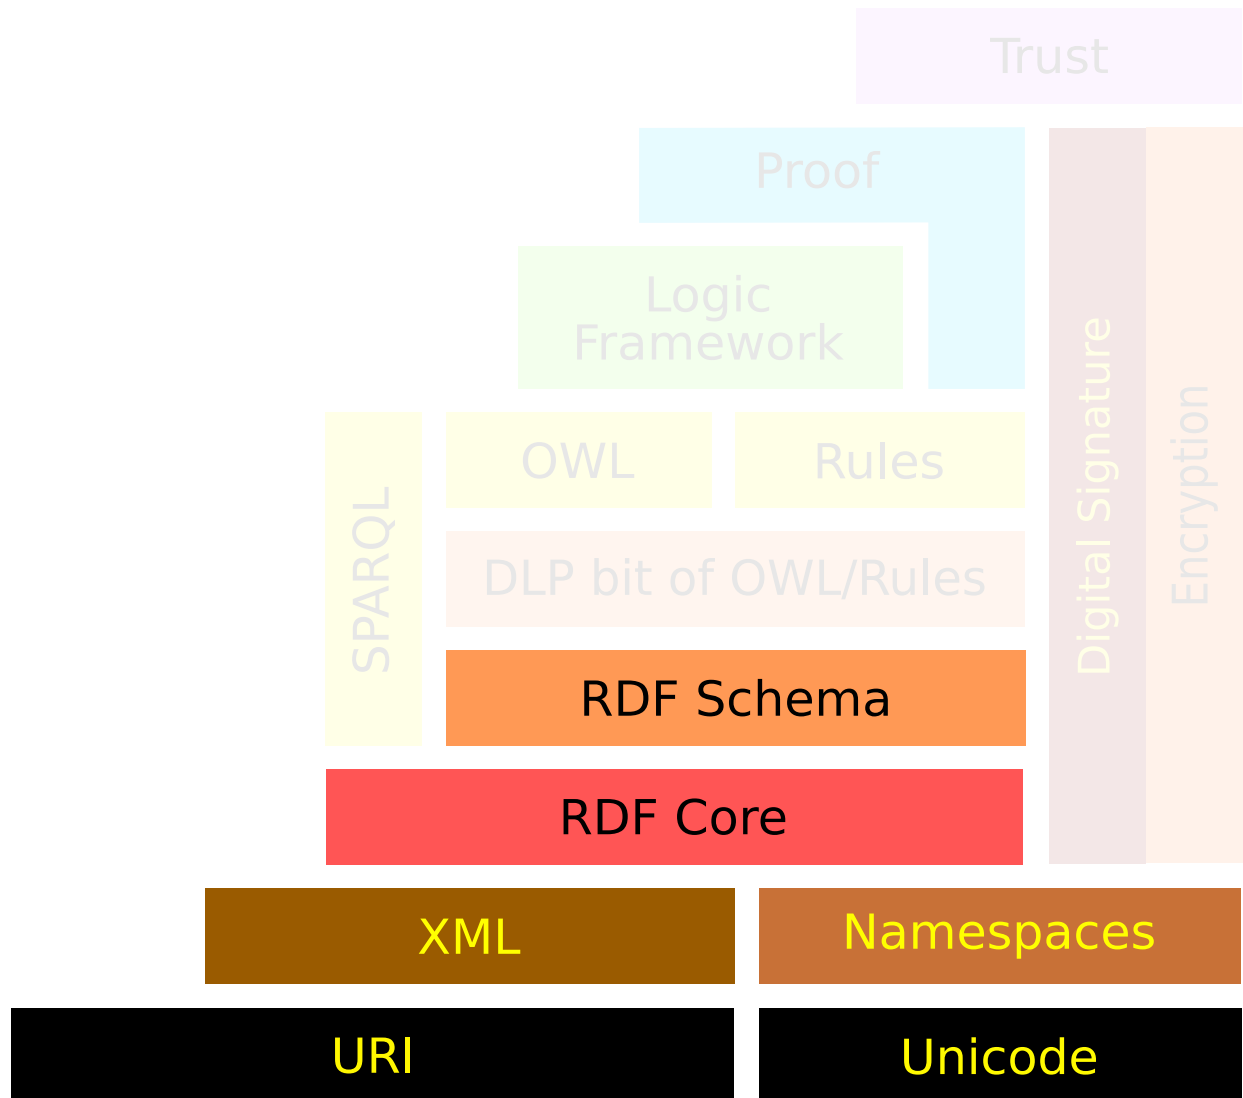 Trust
Proof
Logic
Framework
OWL
Rules
SPARQL
DLP bit of OWL/Rules
Digital Signature
Encryption
RDF Schema
RDF Core
XML
Namespaces
URI
Unicode